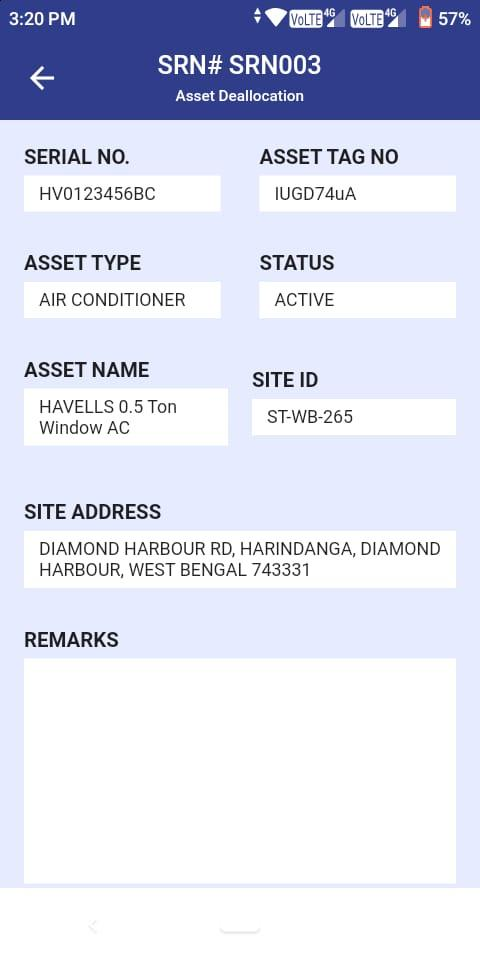 3:20 PM
VoLTE 4G VoLTE 4G 57%
SRN# SRN003
Asset Deallocation
SERIAL NO.
HV0123456BC
ASSET TAG NO
IUGD74uA
ASSET TYPE
AIR CONDITIONER
STATUS
ACTIVE
ASSET NAME
HAVELLS 0.5 Ton
Window AC
SITE ID
ST-WB-265
SITE ADDRESS
DIAMOND HARBOUR RD, HARINDANGA, DIAMOND
HARBOUR, WEST BENGAL 743331
REMARKS